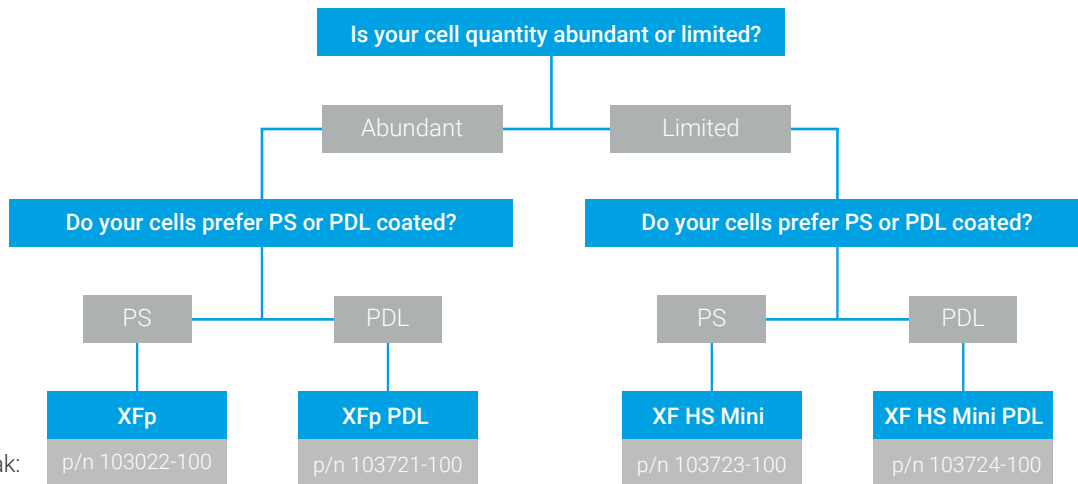 Is your cell quantity abundant or limited?
Abundant
Limited
Do your cells prefer PS or PDL coated?
Do your cells prefer PS or PDL coated?
PS
PDL
PS
PDL
XFp
XFp PDL
XF HS Mini
XF HS Mini PDL
ak:
p/n 103022-100
p/n 103721-100
p/n 103723-100
p/n 103724-100